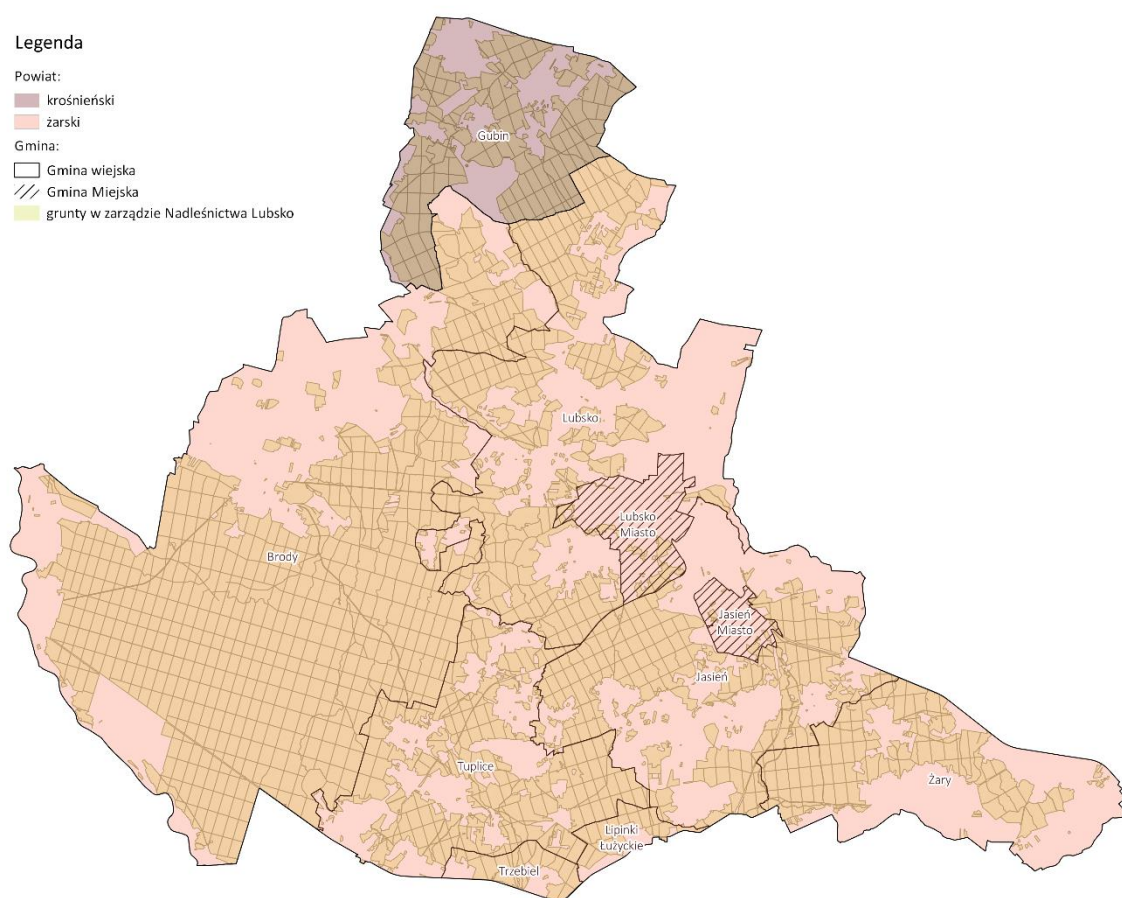 Legenda
Powiat:
krośnieński
żarski
Gmina:
Gmina wiejska
Gmina Miejska
grunty w zarządzie Nadleśnictwa Lubsko
Gubin
Lubsko
Lubsko
Miasto
Brody
Jasień
Miasto
Jasień
Tuplice
Żary
Lipinki
Łużyckie
Trzebiel